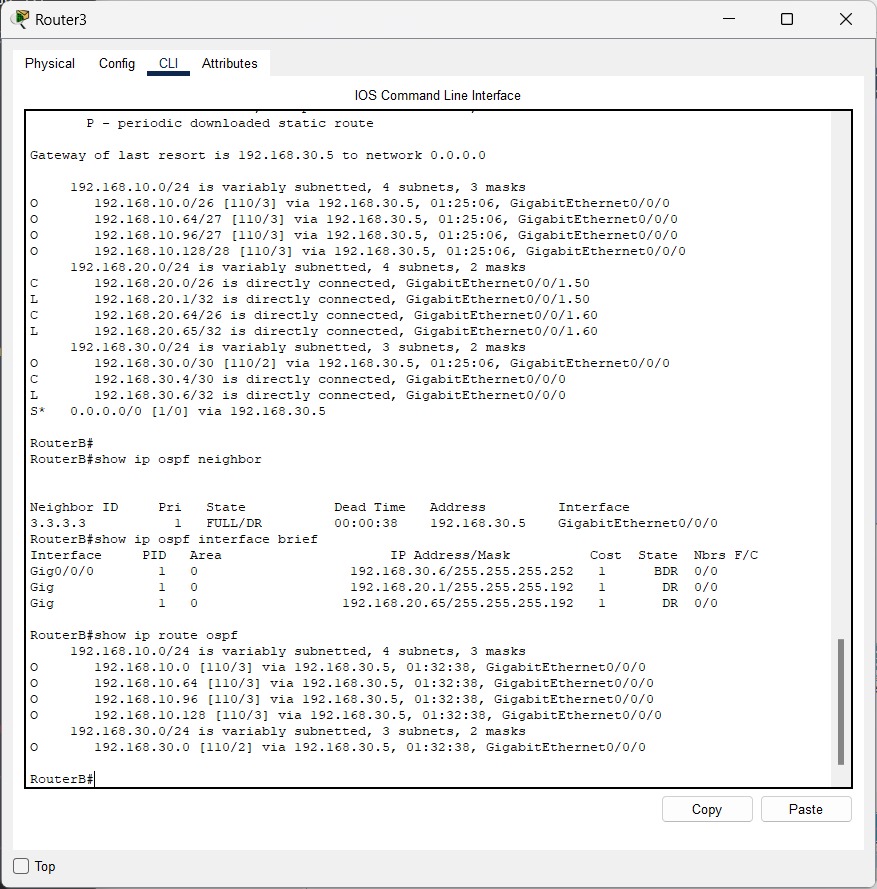 Router3
Physical Config CLI Attributes
IOS Command Line Interface
P - periodic downloaded static route
Gateway of last resort is 192.168.30.5 to network 0.0.0.0
192.168.10.0/24 is variably subnetted, 4 subnets, 3 masks
O 192.168.10.0/26 [110/3] via 192.168.30.5, 01:25:06, GigabitEthernet0/0/0
O 192.168.10.64/27 [110/3] via 192.168.30.5, 01:25:06, GigabitEthernet0/0/0
O 192.168.10.96/27 [110/3] via 192.168.30.5, 01:25:06, GigabitEthernet0/0/0
O 192.168.10.128/28 [110/3] via 192.168.30.5, 01:25:06, GigabitEthernet0/0/0
192.168.20.0/24 is variably subnetted, 4 subnets, 2 masks
C 192.168.20.0/26 is directly connected, GigabitEthernet0/0/1.50
L 192.168.20.1/32 is directly connected, GigabitEthernet0/0/1.50
C 192.168.20.64/26 is directly connected, GigabitEthernet0/0/1.60
L 192.168.20.65/32 is directly connected, GigabitEthernet0/0/1.60
192.168.30.0/24 is variably subnetted, 3 subnets, 2 masks
O 192.168.30.0/30 [110/2] via 192.168.30.5, 01:25:06, GigabitEthernet0/0/0
C 192.168.30.4/30 is directly connected, GigabitEthernet0/0/0
L 192.168.30.6/32 is directly connected, GigabitEthernet0/0/0
S* 0.0.0.0/0 [1/0] via 192.168.30.5
RouterB#
RouterB#show ip ospf neighbor
Neighbor ID Pri State Dead Time Address Interface
3.3.3.3 1 FULL/DR 00:00:38 192.168.30.5 GigabitEthernet0/0/0
RouterB#show ip ospf interface brief
Interface PID Area IP Address/Mask Cost State Nbrs F/C
Gig0/0/0 1 0 192.168.30.6/255.255.255.252 1 BDR 0/0
Gig 1 0 192.168.20.1/255.255.255.192 1 DR 0/0
Gig 1 0 192.168.20.65/255.255.255.192 1 DR 0/0
RouterB#show ip route ospf
192.168.10.0/24 is variably subnetted, 4 subnets, 3 masks
O 192.168.10.0 [110/3] via 192.168.30.5, 01:32:38, GigabitEthernet0/0/0
O 192.168.10.64 [110/3] via 192.168.30.5, 01:32:38, GigabitEthernet0/0/0
O 192.168.10.96 [110/3] via 192.168.30.5, 01:32:38, GigabitEthernet0/0/0
O 192.168.10.128 [110/3] via 192.168.30.5, 01:32:38, GigabitEthernet0/0/0
192.168.30.0/24 is variably subnetted, 3 subnets, 2 masks
O 192.168.30.0 [110/2] via 192.168.30.5, 01:32:38, GigabitEthernet0/0/0
RouterB#
Copy Paste
Top